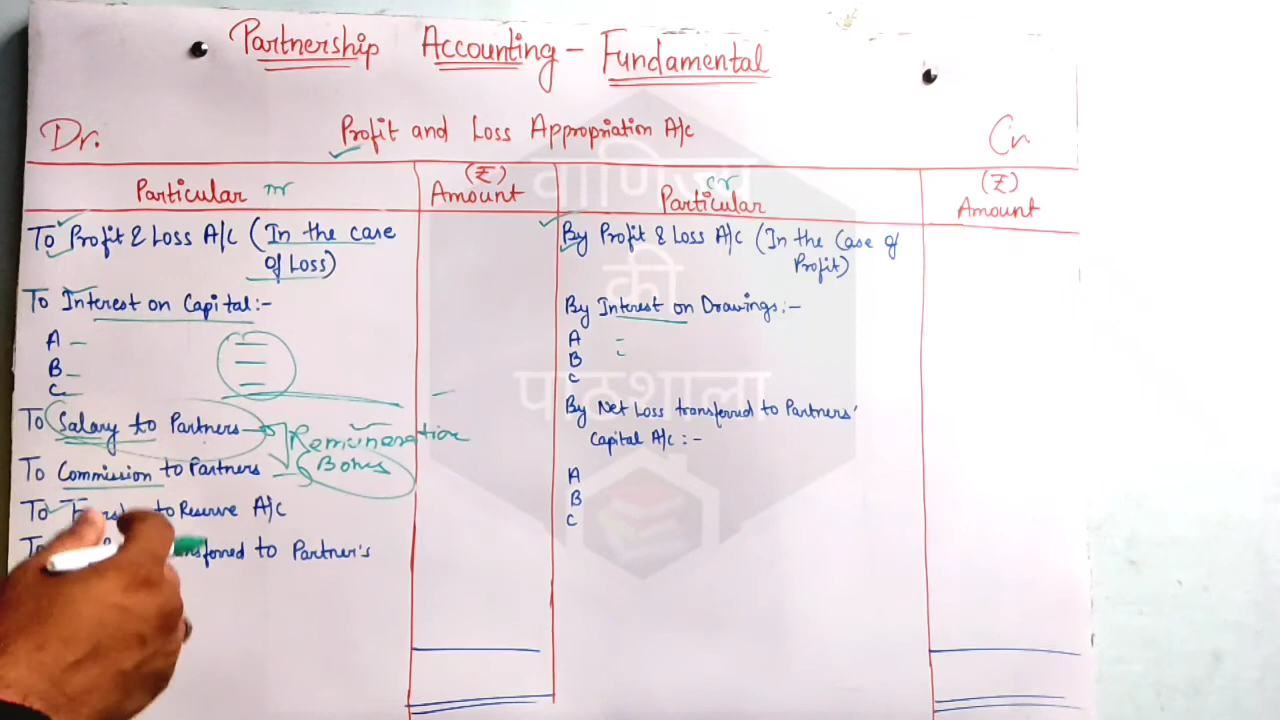 Partnership Accounting - Fundamental
Dr. Profit and Loss Appropriation A/c Cr
Particular (₹) Amount Particular (₹) Amount
To Profit & Loss A/c (In the case
of Loss)
To Interest on Capital:-
A
B
C
To Salary to Partners
Remuneration
To Commission to Partners
Bonus
To to Reserve A/c
To to Partner's
By Profit & Loss A/c (In the Case of
Profit)
By Interest on Drawings:-
A
B
C
By Net Loss transferred to Partners'
Capital A/c :-
A
B
C
वाणिज्य
की
पाठशाला